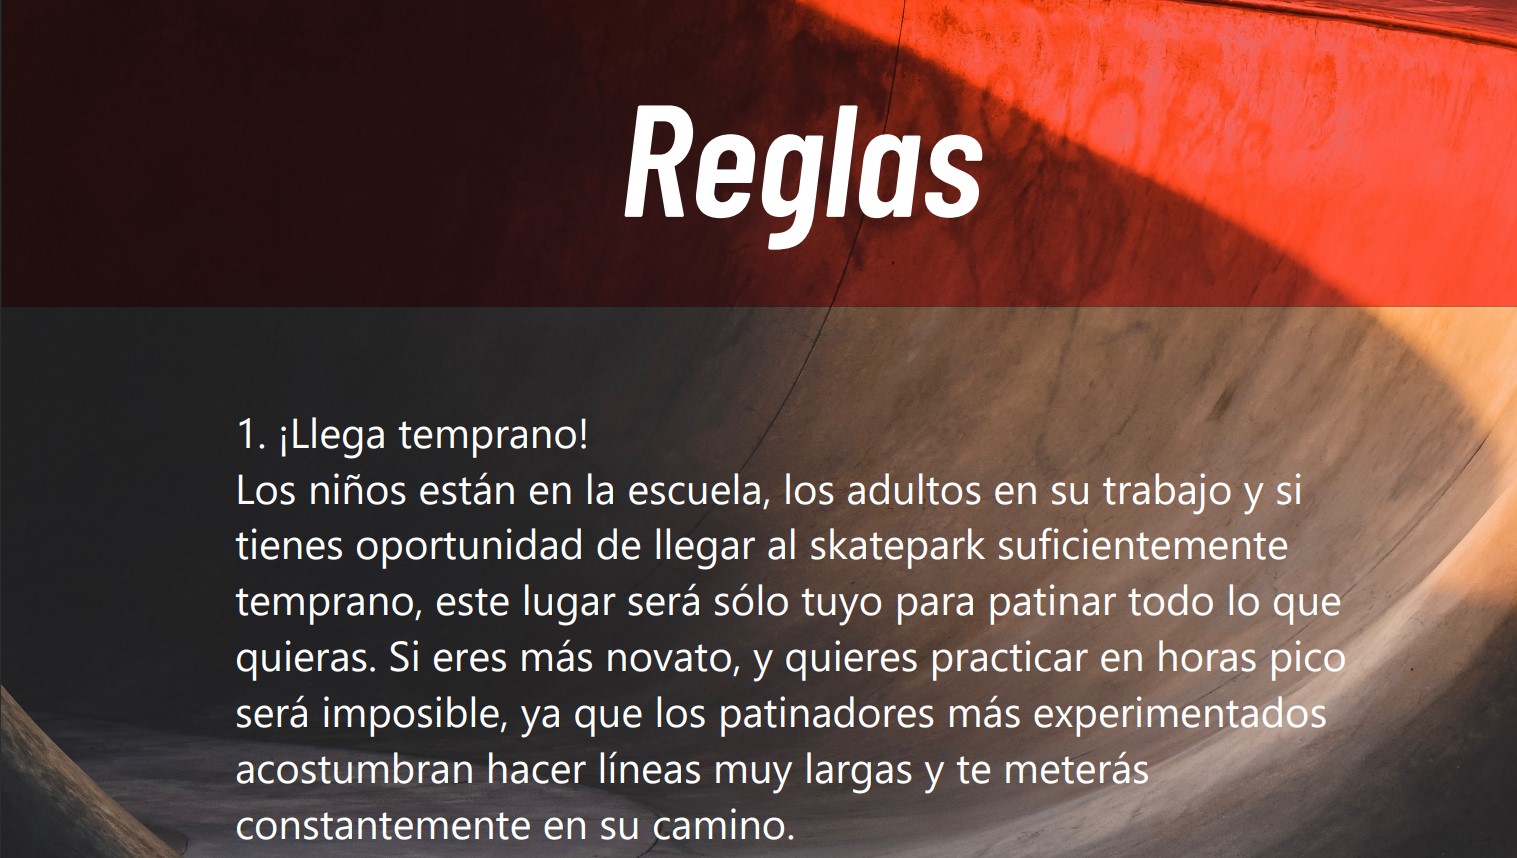 Reglas
1. ¡Llega temprano!
Los niños están en la escuela, los adultos en su trabajo y si
tienes oportunidad de llegar al skatepark suficientemente
temprano, este lugar será sólo tuyo para patinar todo lo que
quieras. Si eres más novato, y quieres practicar en horas pico
será imposible, ya que los patinadores más experimentados
acostumbran hacer líneas muy largas y te meterás
constantemente en su camino.